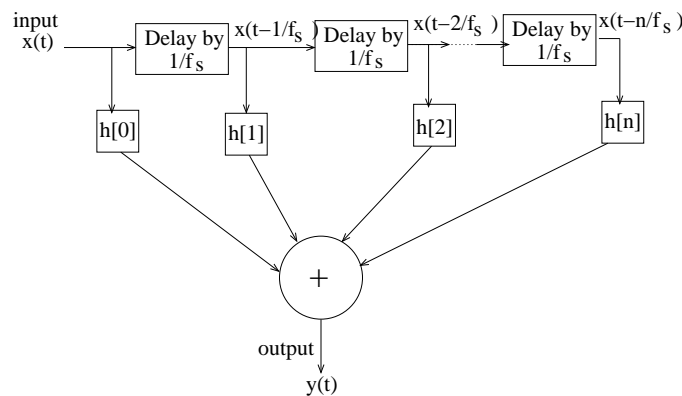 input
x(t)
Delay by
1/fs
x(t−1/fs )
Delay by
1/fs
x(t−2/fs )
Delay by
1/fs
x(t−n/fs )
h[0]
h[1]
h[2]
h[n]
+
output
y(t)